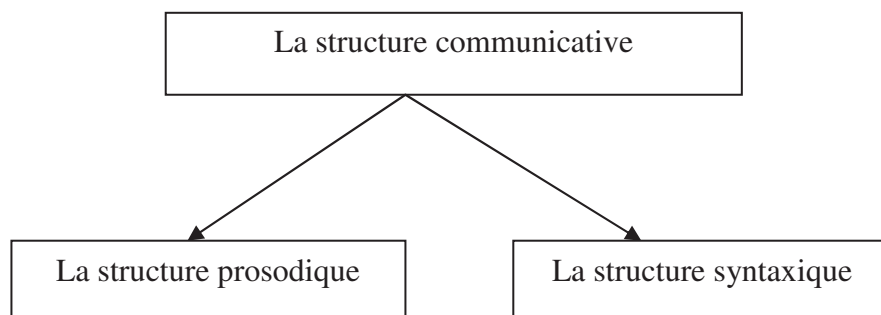 La structure communicative
La structure prosodique
La structure syntaxique